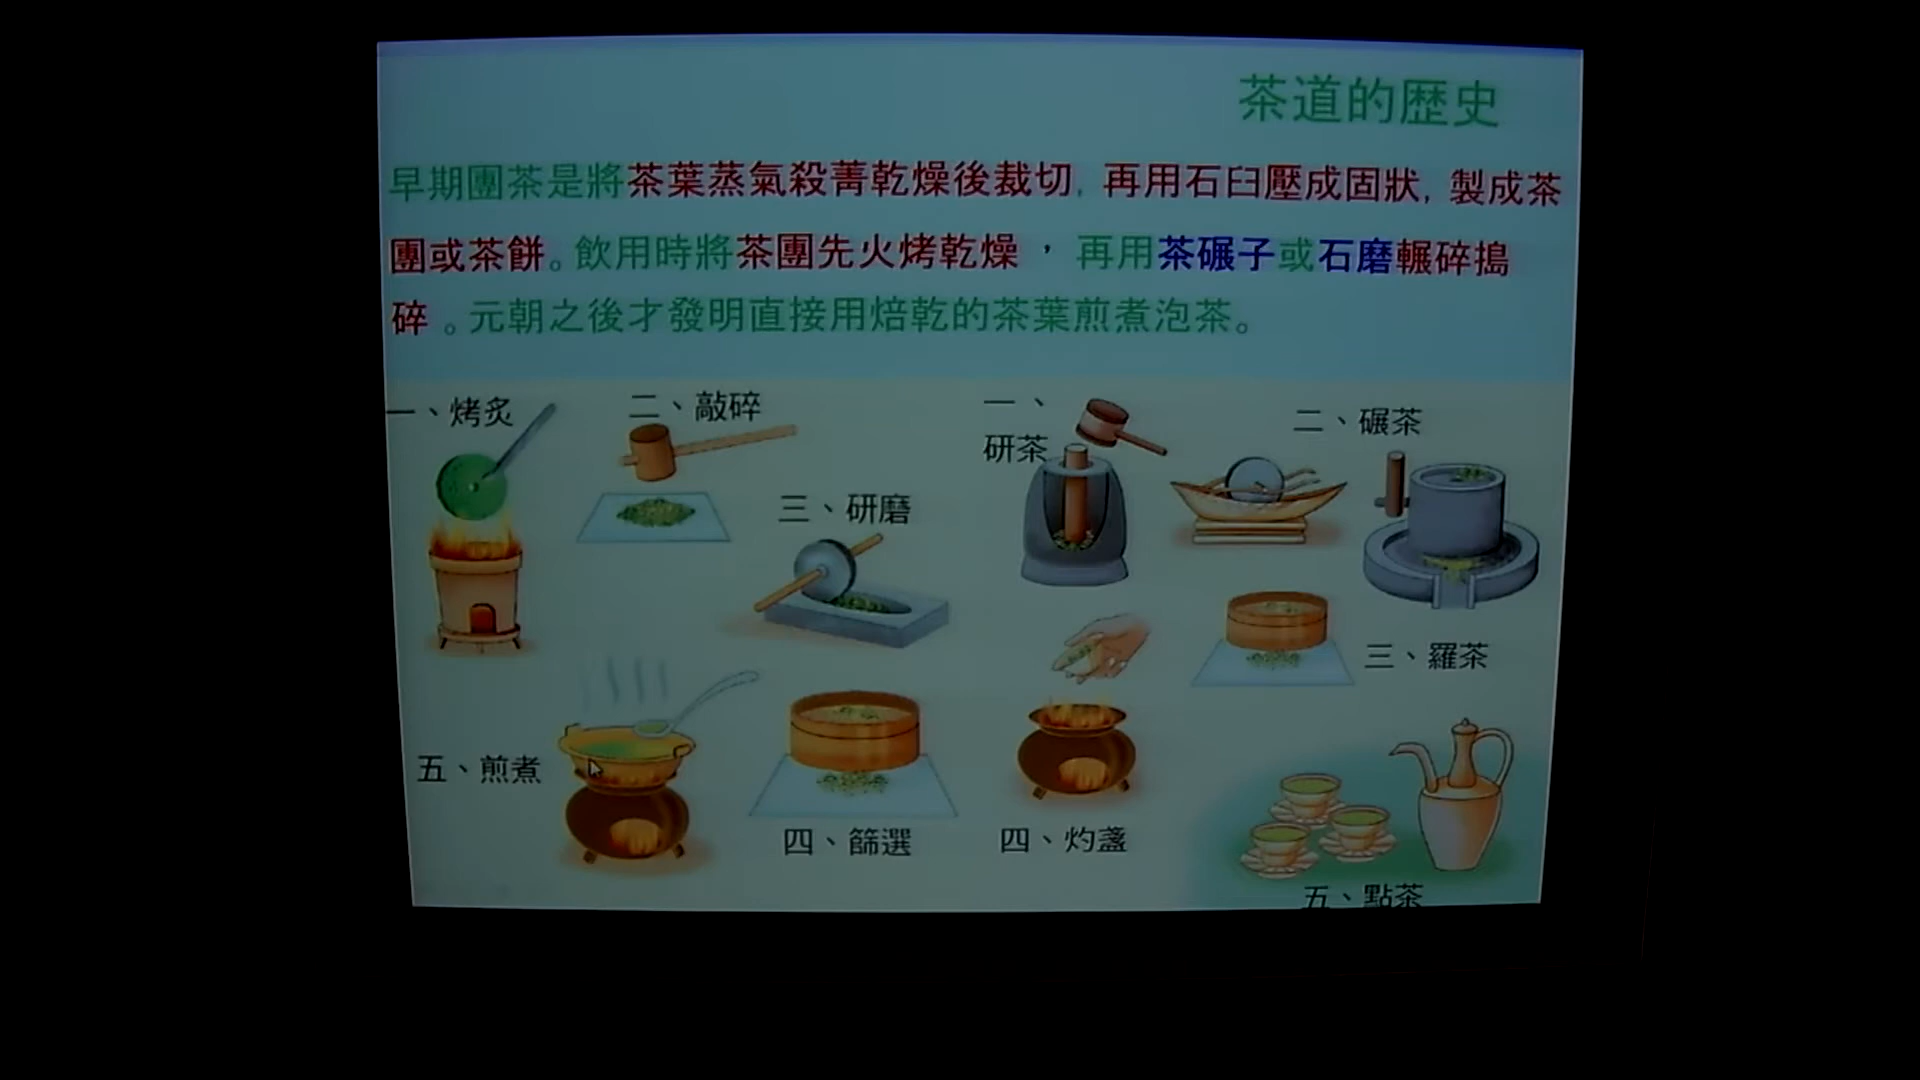 茶道的歷史
早期團茶是將茶葉蒸氣殺菁乾燥後裁切, 再用石臼壓成固狀, 製成茶
團或茶餅。飲用時將茶團先火烤乾燥，再用茶碾子或石磨輾碎搗
碎。元朝之後才發明直接用焙乾的茶葉煎煮泡茶。
一、烤炙
二、敲碎
三、研磨
四、篩選
五、煎煮
一、
研茶
二、碾茶
三、羅茶
四、灼盞
五、點茶